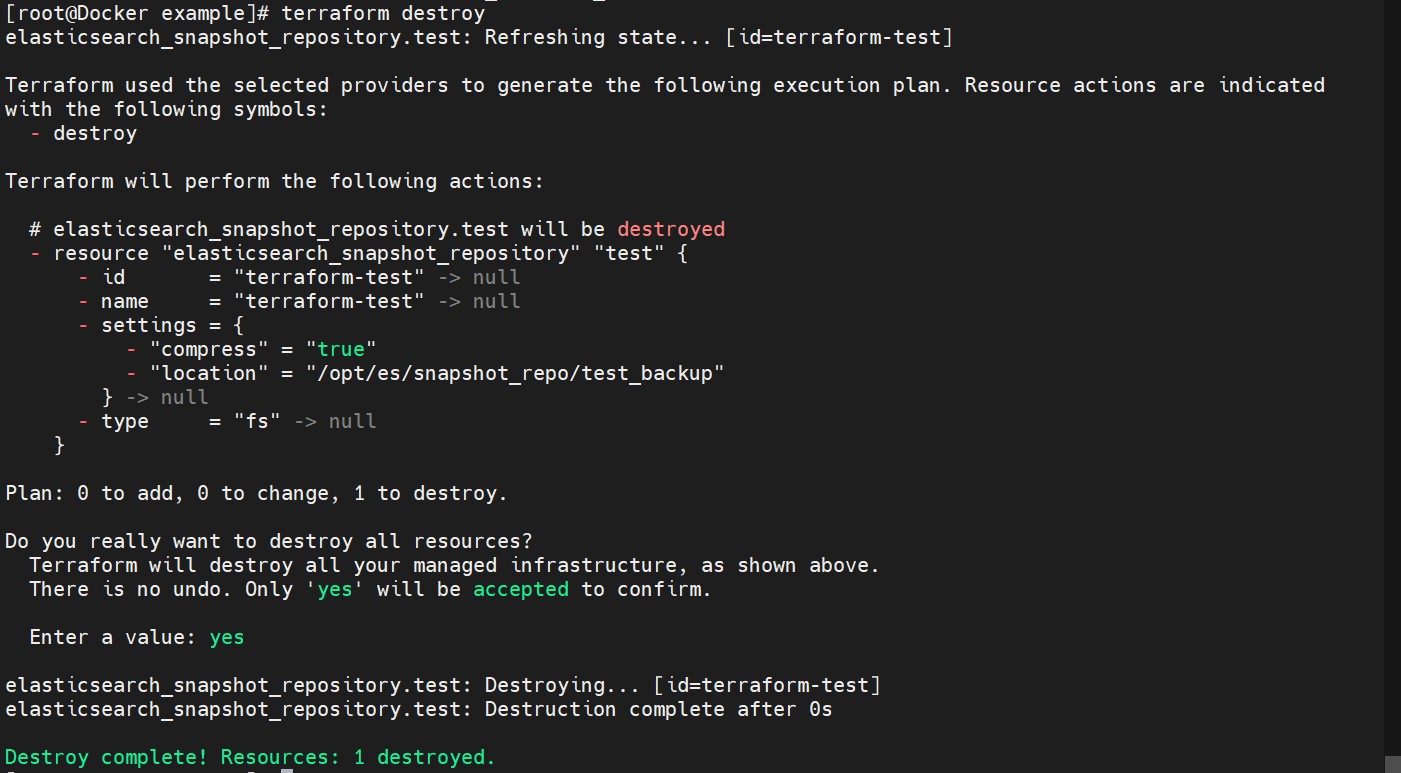 [root@Docker example]# terraform destroy
elasticsearch_snapshot_repository.test: Refreshing state... [id=terraform-test]
Terraform used the selected providers to generate the following execution plan. Resource actions are indicated
with the following symbols:
  - destroy
Terraform will perform the following actions:
  # elasticsearch_snapshot_repository.test will be destroyed
  - resource "elasticsearch_snapshot_repository" "test" {
      - id       = "terraform-test" -> null
      - name     = "terraform-test" -> null
      - settings = {
          - "compress" = "true"
          - "location" = "/opt/es/snapshot_repo/test_backup"
        } -> null
      - type     = "fs" -> null
    }
Plan: 0 to add, 0 to change, 1 to destroy.
Do you really want to destroy all resources?
  Terraform will destroy all your managed infrastructure, as shown above.
  There is no undo. Only 'yes' will be accepted to confirm.
  Enter a value: yes
elasticsearch_snapshot_repository.test: Destroying... [id=terraform-test]
elasticsearch_snapshot_repository.test: Destruction complete after 0s
Destroy complete! Resources: 1 destroyed.